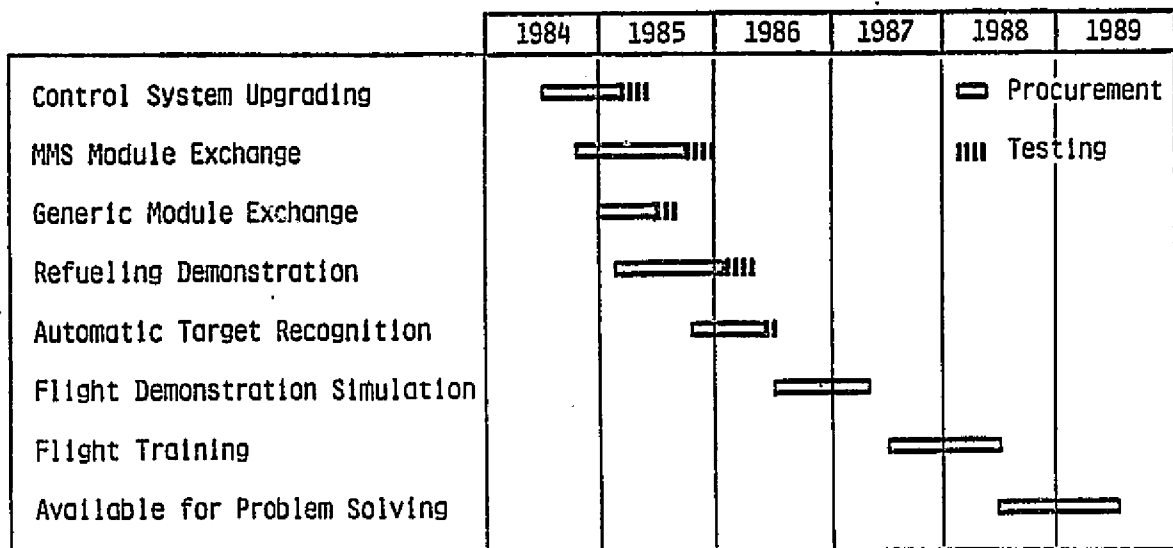 1984 1985 1986 1987 1988 1989
Control System Upgrading
Procurement
MMS Module Exchange
Testing
Generic Module Exchange
Refueling Demonstration
Automatic Target Recognition
Flight Demonstration Simulation
Flight Training
Available for Problem Solving